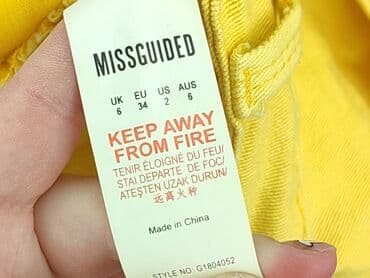 MISSGUIDED
UK EU US AUS
6 34 2 6
KEEP AWAY
FROM FIRE
TENIR ÉLOIGNÉ DU FEU/
STAI DEPARTE DE FOC/
ATEŞTEN UZAK DURUN/
远离火种
Made in China
STYLE NO: G1804052